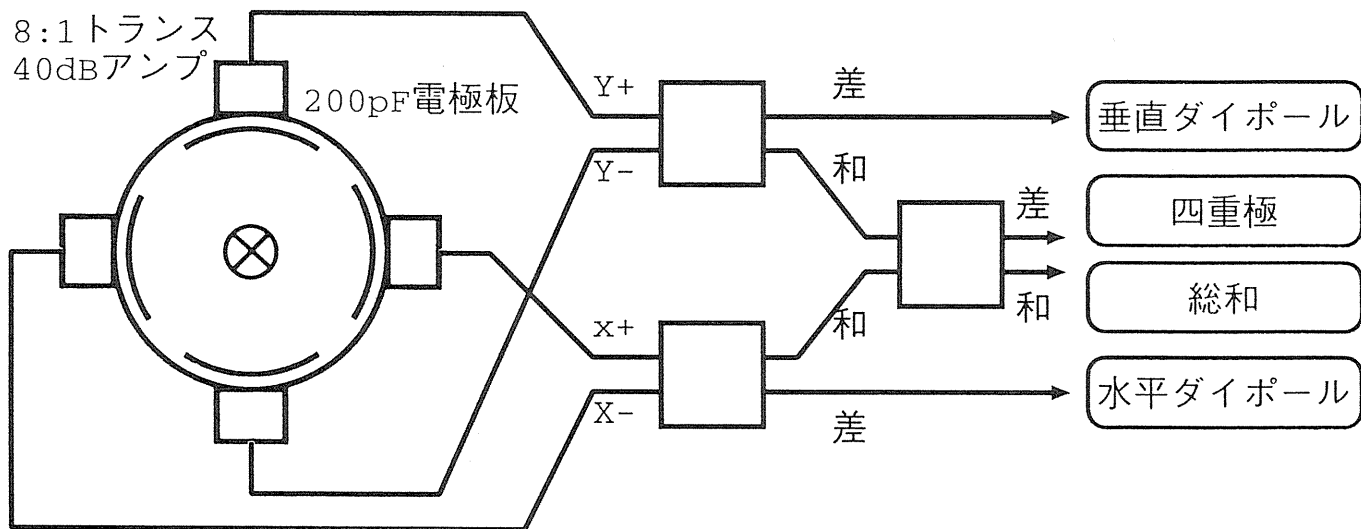 8:1トランス
40dBアンプ
200pF電極板
Y+
Y-
差
和
垂直ダイポール
差
四重極
和
総和
x+
X-
和
差
水平ダイポール